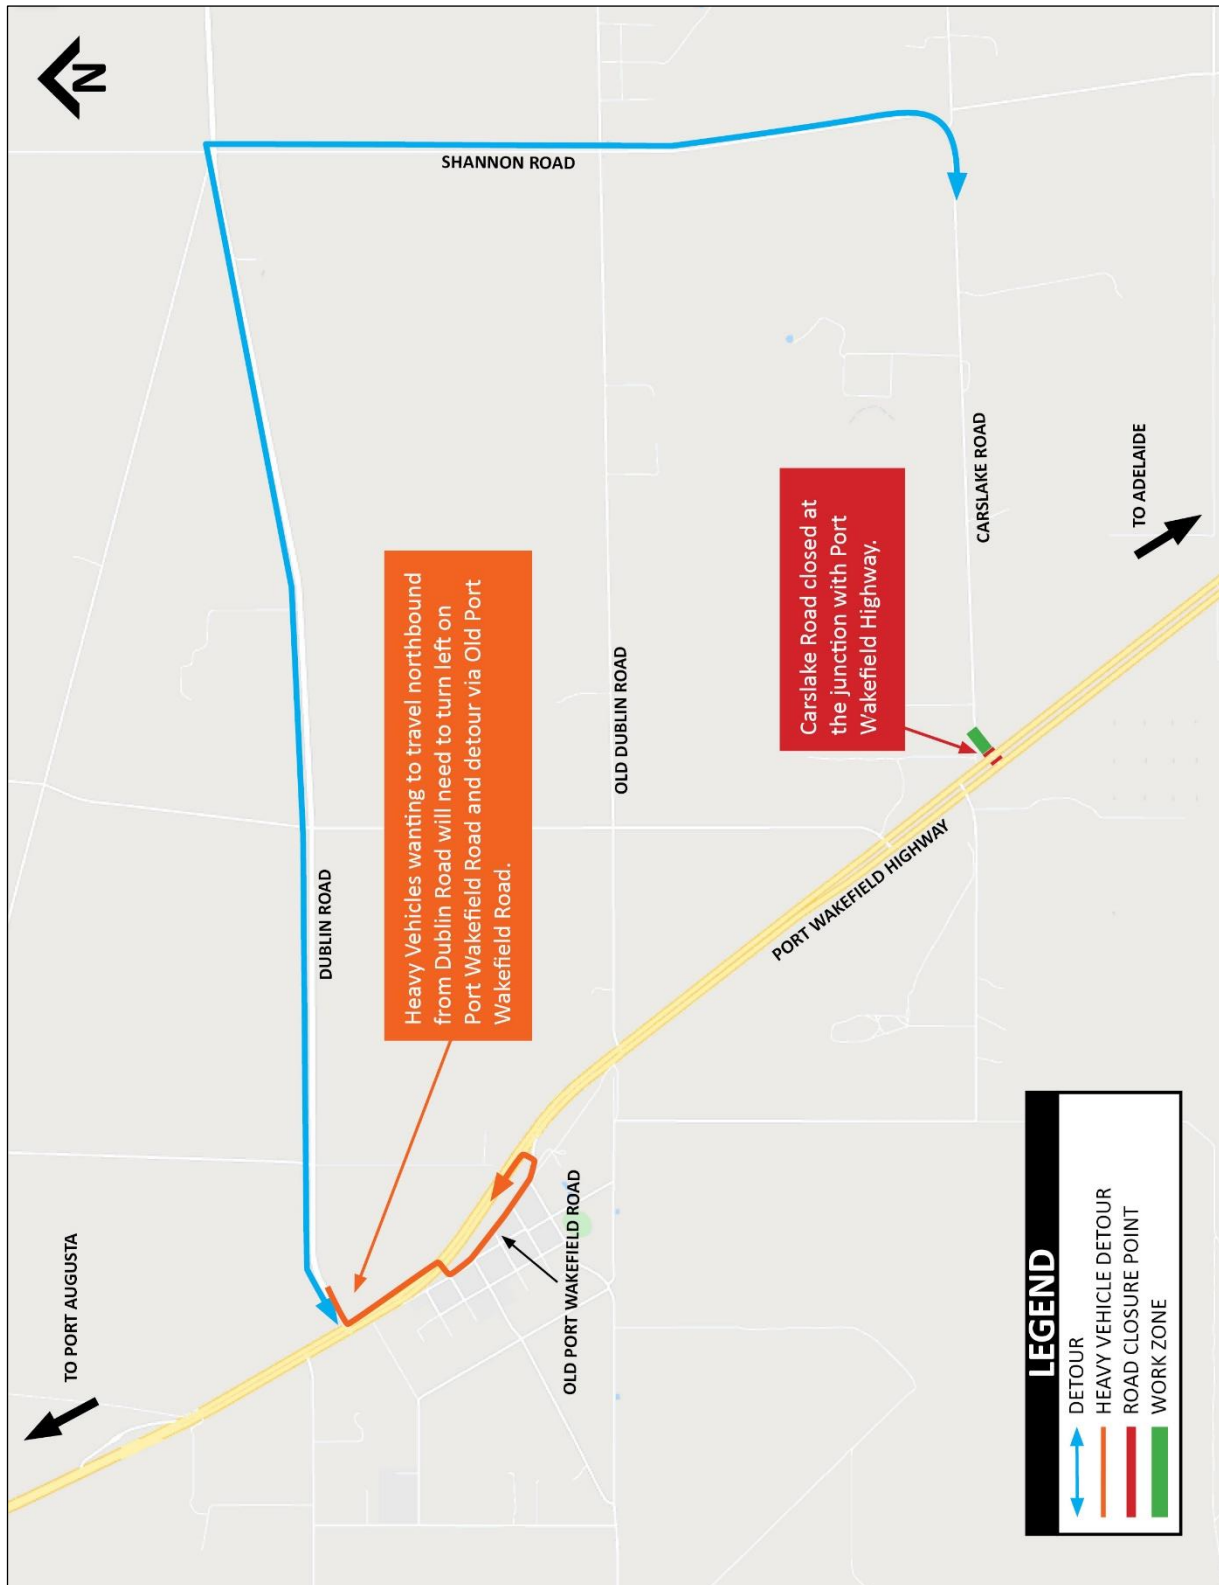 TO PORT AUGUSTA
N
DUBLIN ROAD
SHANNON ROAD
Heavy Vehicles wanting to travel northbound
from Dublin Road will need to turn left on
Port Wakefield Road and detour via Old Port
Wakefield Road.
OLD PORT WAKEFIELD ROAD
OLD DUBLIN ROAD
Carslake Road closed at
the junction with Port
Wakefield Highway.
PORT WAKEFIELD HIGHWAY
CARSLAKE ROAD
TO ADELAIDE
LEGEND
DETOUR
HEAVY VEHICLE DETOUR
ROAD CLOSURE POINT
WORK ZONE